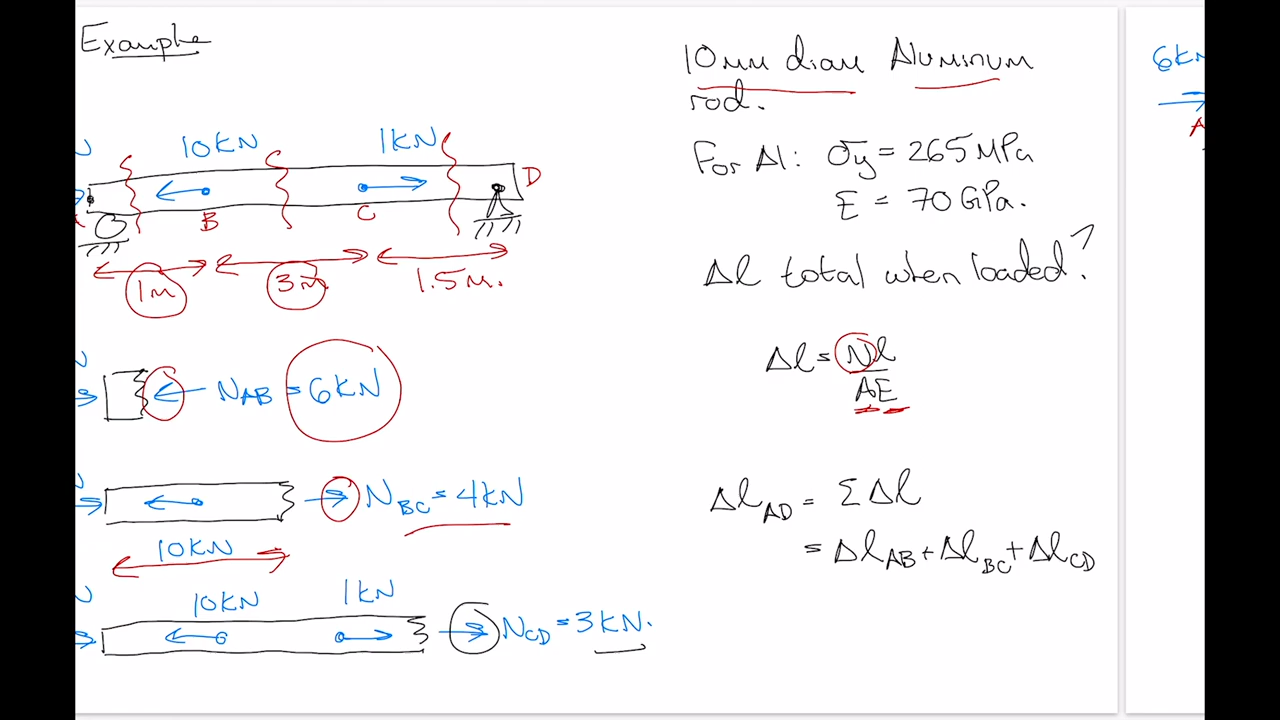 Example
10mm diam Aluminum
rod.
6KN
A
N
10KN
1KN
A
B
C
D
1m
3m.
1.5m.
For Al: σy = 265 MPa
E = 70 GPa.
Δl total when loaded?
Δl = Nl
AE
N
NAB = 6KN
N
NBC = 4KN
10KN
N
10KN
1KN
NCD = 3KN.
ΔlAD = ΣΔl
= ΔlAB + ΔlBC + ΔlCD